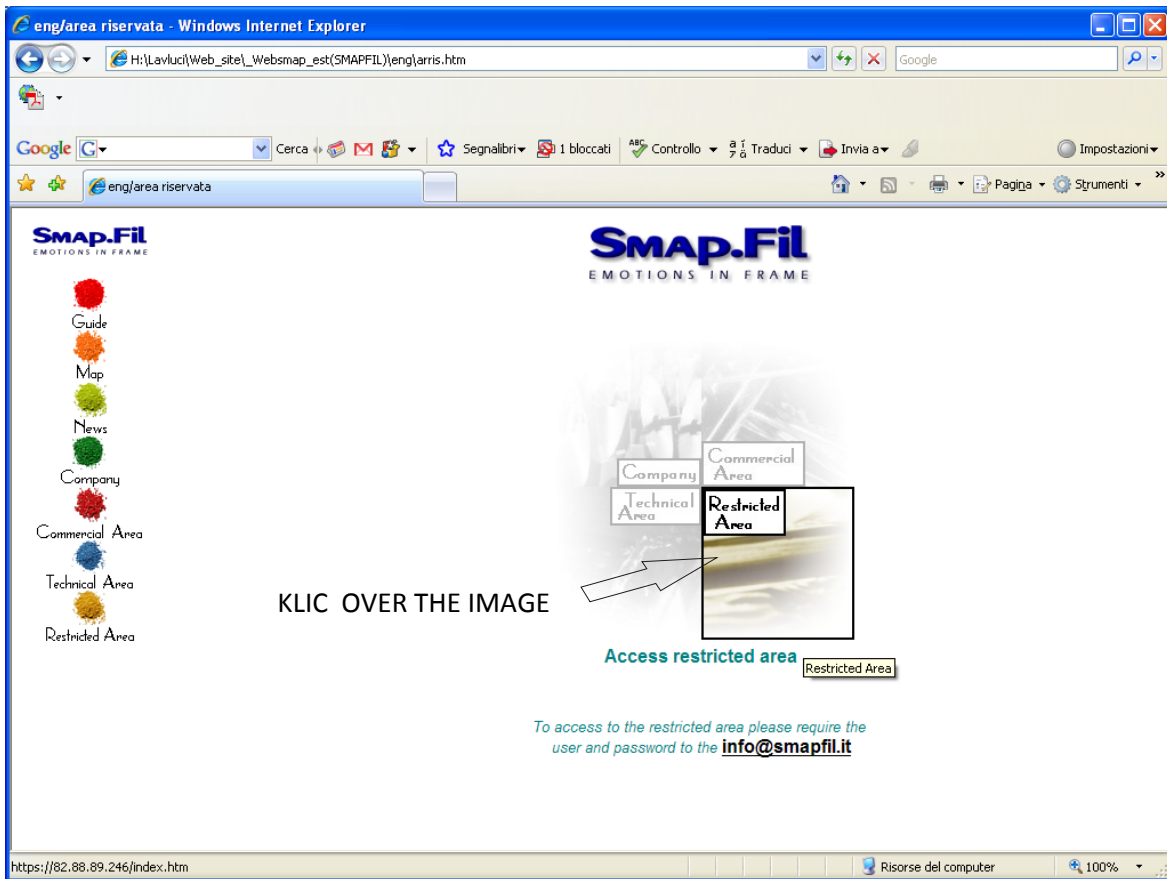 eng/area riservata - Windows Internet Explorer
H:\Lavluci\Web_site\_Websmap_est(SMAPFIL)\eng\arris.htm
Google
Google G Cerca Segnalibri 1 bloccati ABC Controllo Traduci Invia a Impostazioni
eng/area riservata
Pagina Strumenti »
SMAP.FIL
EMOTIONS IN FRAME
Guide
Map
News
Company
Commercial Area
Technical Area
Restricted Area
SMAP.FIL
EMOTIONS IN FRAME
Company
Commercial
Area
Technical
Area
Restricted
Area
KLIC OVER THE IMAGE
Access restricted area
Restricted Area
To access to the restricted area please require the
user and password to the info@smapfil.it
https://82.88.89.246/index.htm
Risorse del computer
100%